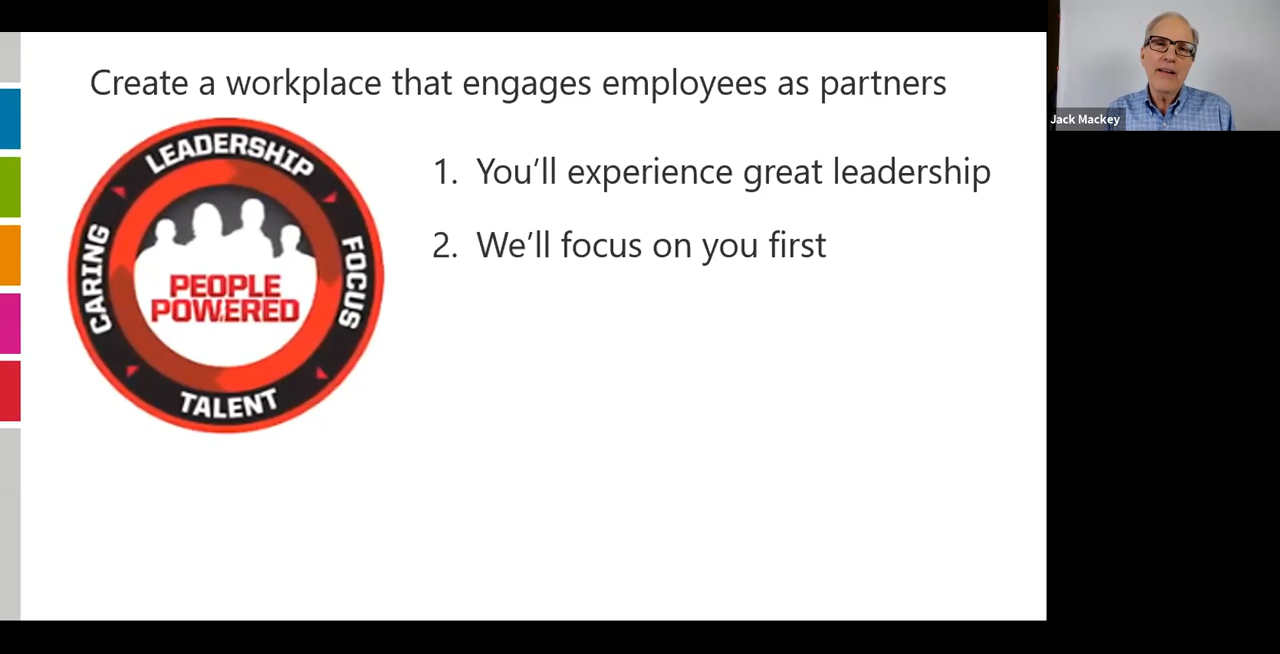 Create a workplace that engages employees as partners
LEADERSHIP
FOCUS
TALENT
CARING
PEOPLE
POWERED
1. You’ll experience great leadership
2. We’ll focus on you first
Jack Mackey